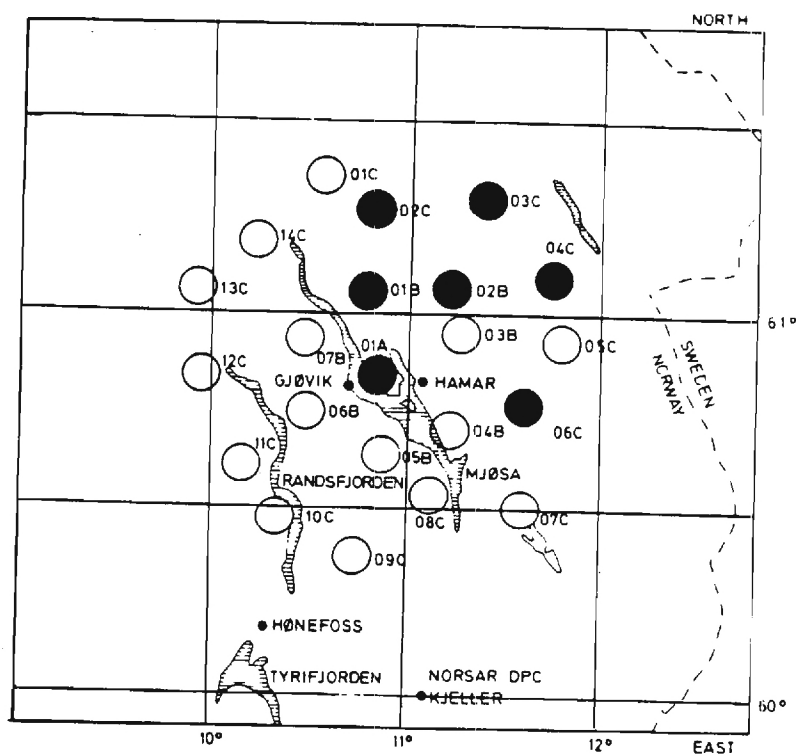 NORTH
01C
02C
03C
14C
04C
13C
01B
02B
61°
01A
03B
05C
07B
12C
GJØVIK
HAMAR
SWEDEN
NORWAY
06B
04B
06C
11C
05B
RANDSFJORDEN
MJØSA
10C
08C
07C
09C
HØNEFOSS
TYRIFJORDEN
NORSAR DPC
KJELLER
60°
10°
11°
12°
EAST